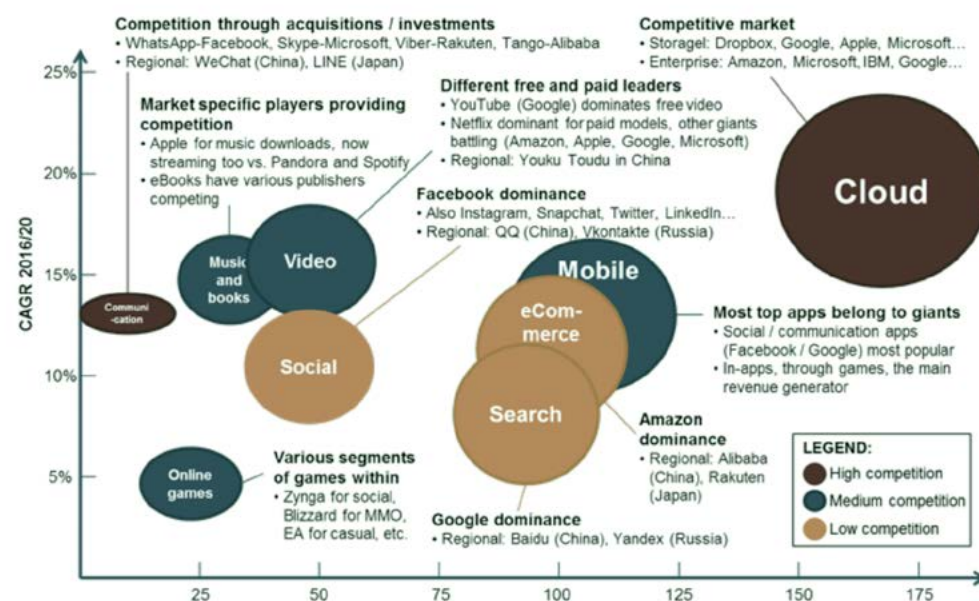 Competition through acquisitions / investments
• WhatsApp-Facebook, Skype-Microsoft, Viber-Rakuten, Tango-Alibaba
• Regional: WeChat (China), LINE (Japan)
Competitive market
• Storagel: Dropbox, Google, Apple, Microsoft...
• Enterprise: Amazon, Microsoft, IBM, Google...
Market specific players providing
competition
• Apple for music downloads, now
streaming too vs. Pandora and Spotify
• eBooks have various publishers
competing
Different free and paid leaders
• YouTube (Google) dominates free video
• Netflix dominant for paid models, other giants
battling (Amazon, Apple, Google, Microsoft)
• Regional: Youku Toudu in China
Facebook dominance
• Also Instagram, Snapchat, Twitter, LinkedIn...
• Regional: QQ (China), Vkontakte (Russia)
CAGR 2016/20
25%
20%
15%
10%
5%
Cloud
Music
and
books
Video
Mobile
Communi
-cation
eCom-
merce
Social
Search
Online
games
Most top apps belong to giants
• Social / communication apps
(Facebook / Google) most popular
• In-apps, through games, the main
revenue generator
Amazon
dominance
• Regional: Alibaba
(China), Rakuten
(Japan)
Various segments
of games within
• Zynga for social,
Blizzard for MMO,
EA for casual, etc.
Google dominance
• Regional: Baidu (China), Yandex (Russia)
LEGEND:
High competition
Medium competition
Low competition
25 50 75 100 125 150 175